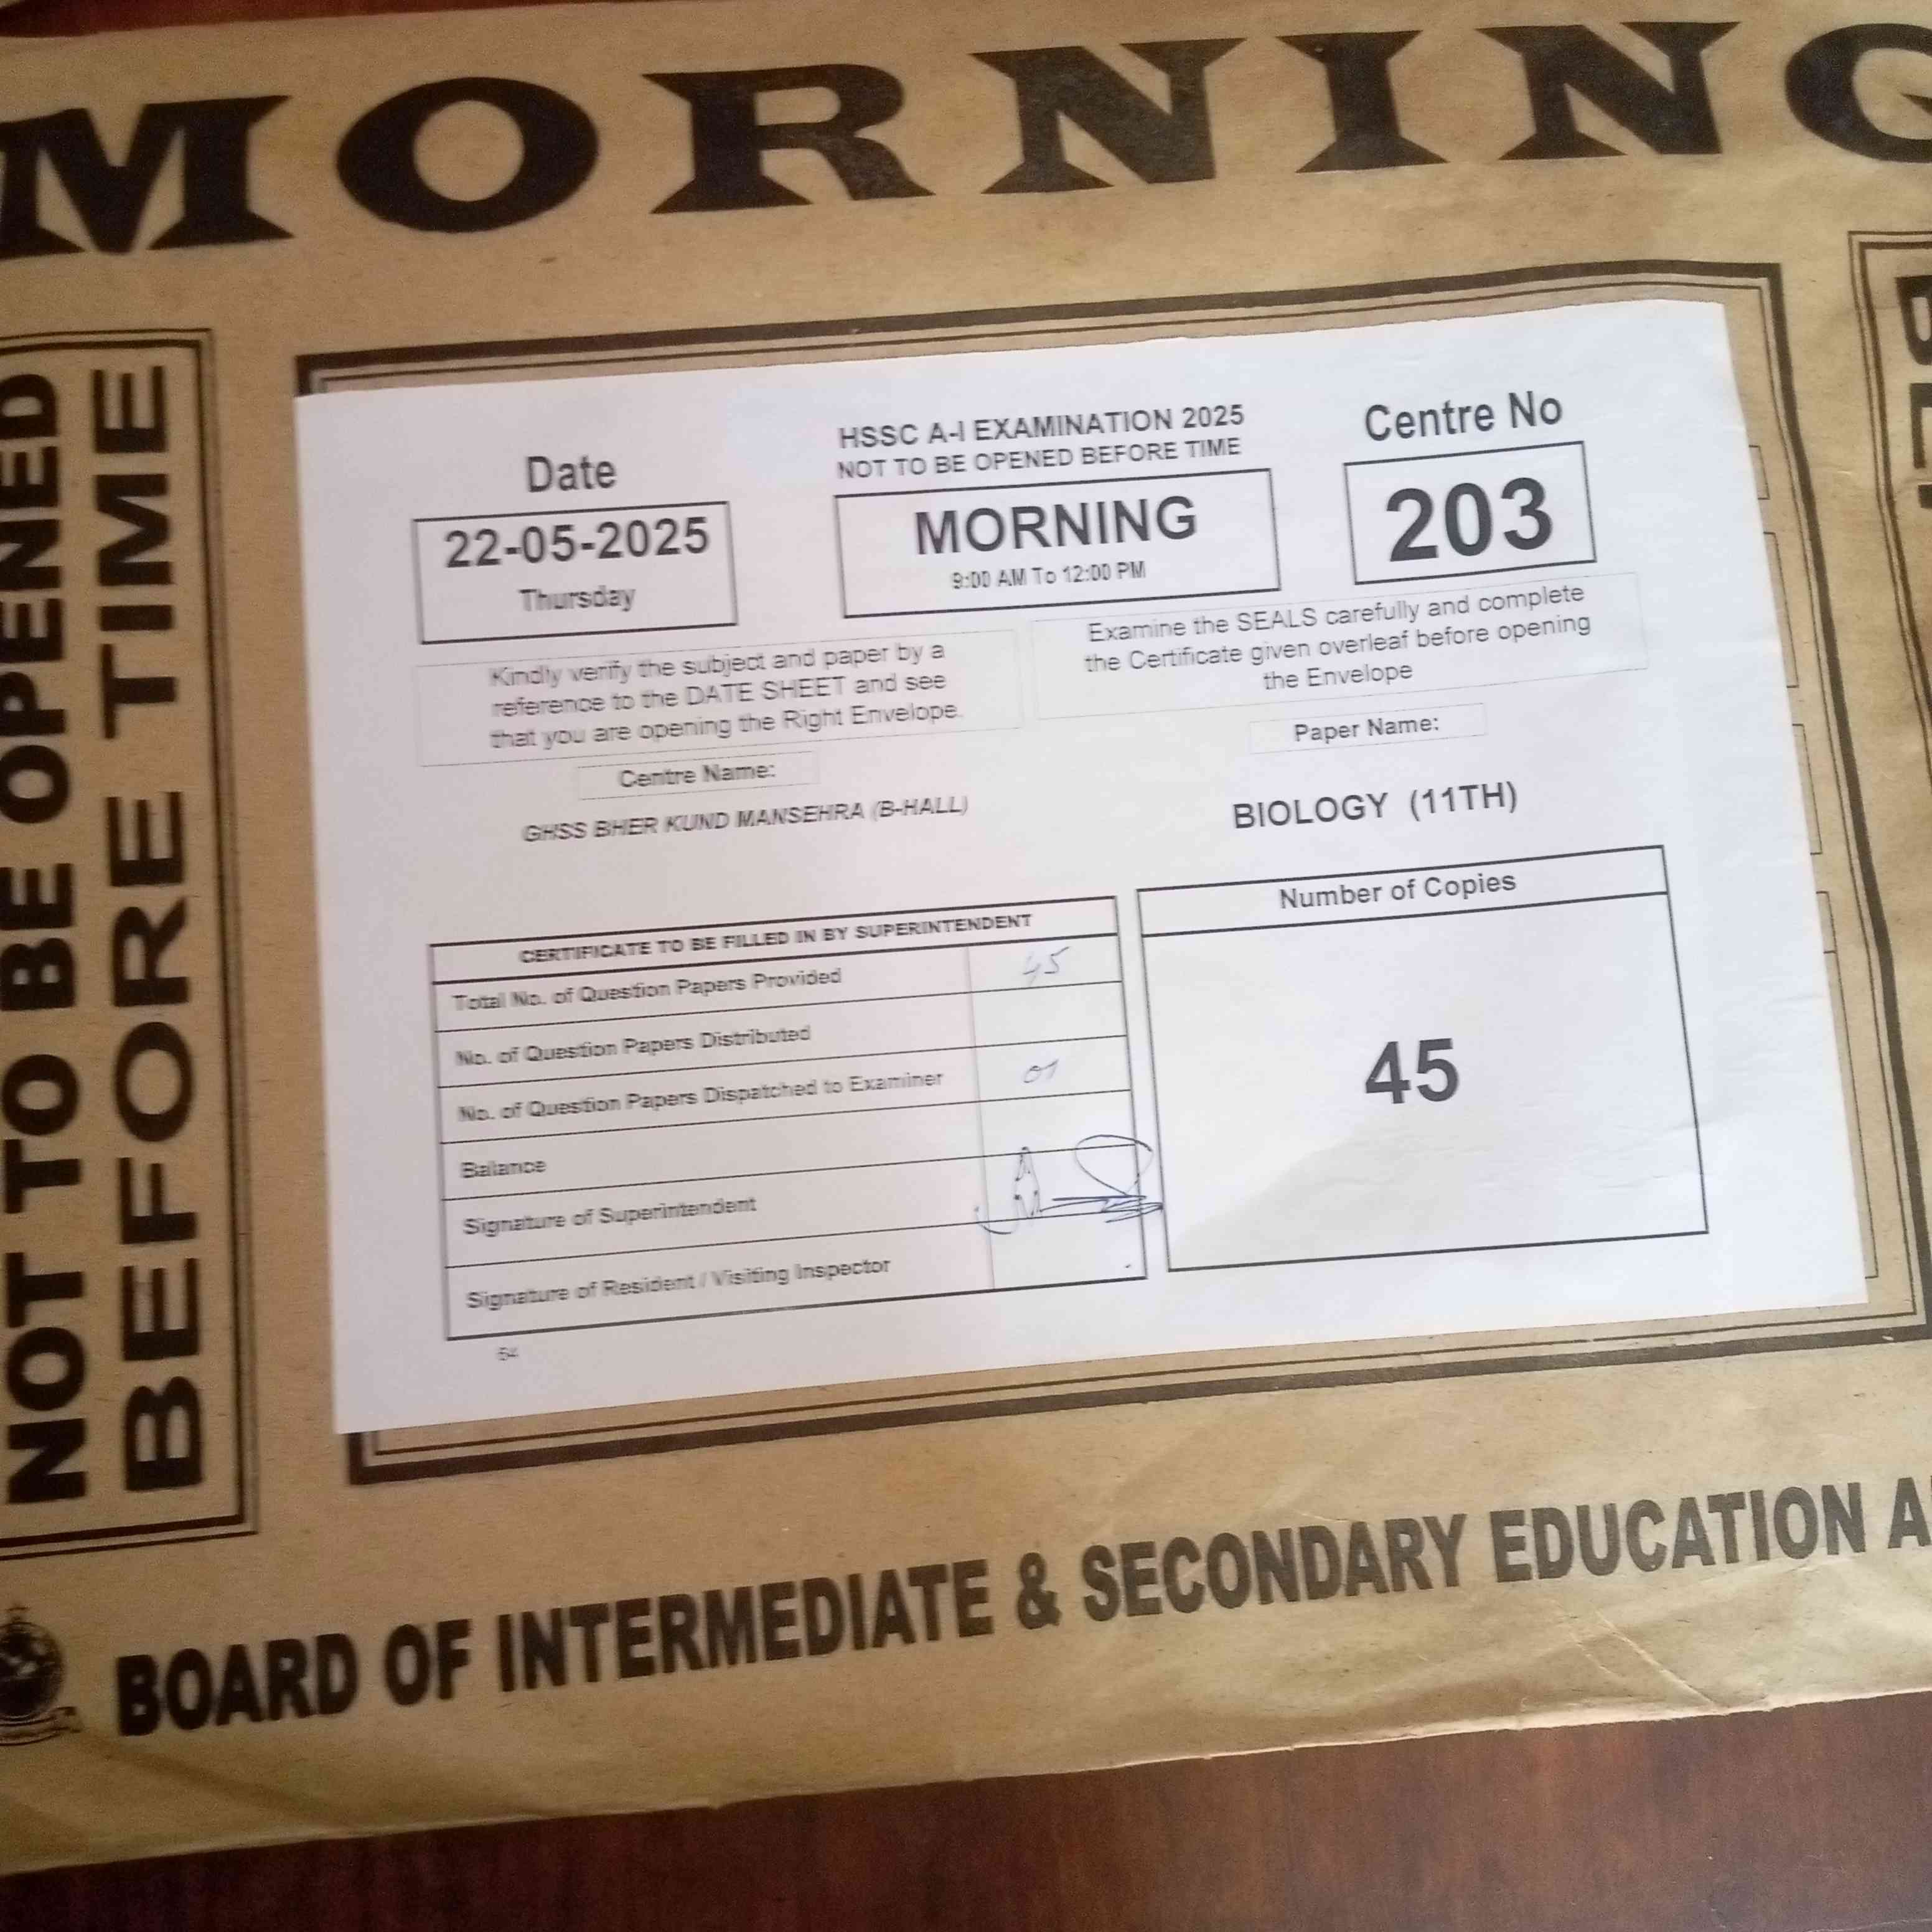 MORNING
NOT TO BE OPENED
BEFORE TIME
Date
22-05-2025
Thursday
HSSC A-I EXAMINATION 2025
NOT TO BE OPENED BEFORE TIME
MORNING
9:00 AM To 12:00 PM
Centre No
203
Kindly verify the subject and paper by a
reference to the DATE SHEET and see
that you are opening the Right Envelope.
Examine the SEALS carefully and complete
the Certificate given overleaf before opening
the Envelope
Centre Name:
GHSS BHER KUND MANSEHRA (B-HALL)
Paper Name:
BIOLOGY (11TH)
CERTIFICATE TO BE FILLED IN BY SUPERINTENDENT
Total No. of Question Papers Provided 45
No. of Question Papers Distributed
No. of Question Papers Dispatched to Examiner 01
Balance
Signature of Superintendent
Signature of Resident / Visiting Inspector
Number of Copies
45
54
BOARD OF INTERMEDIATE & SECONDARY EDUCATION A